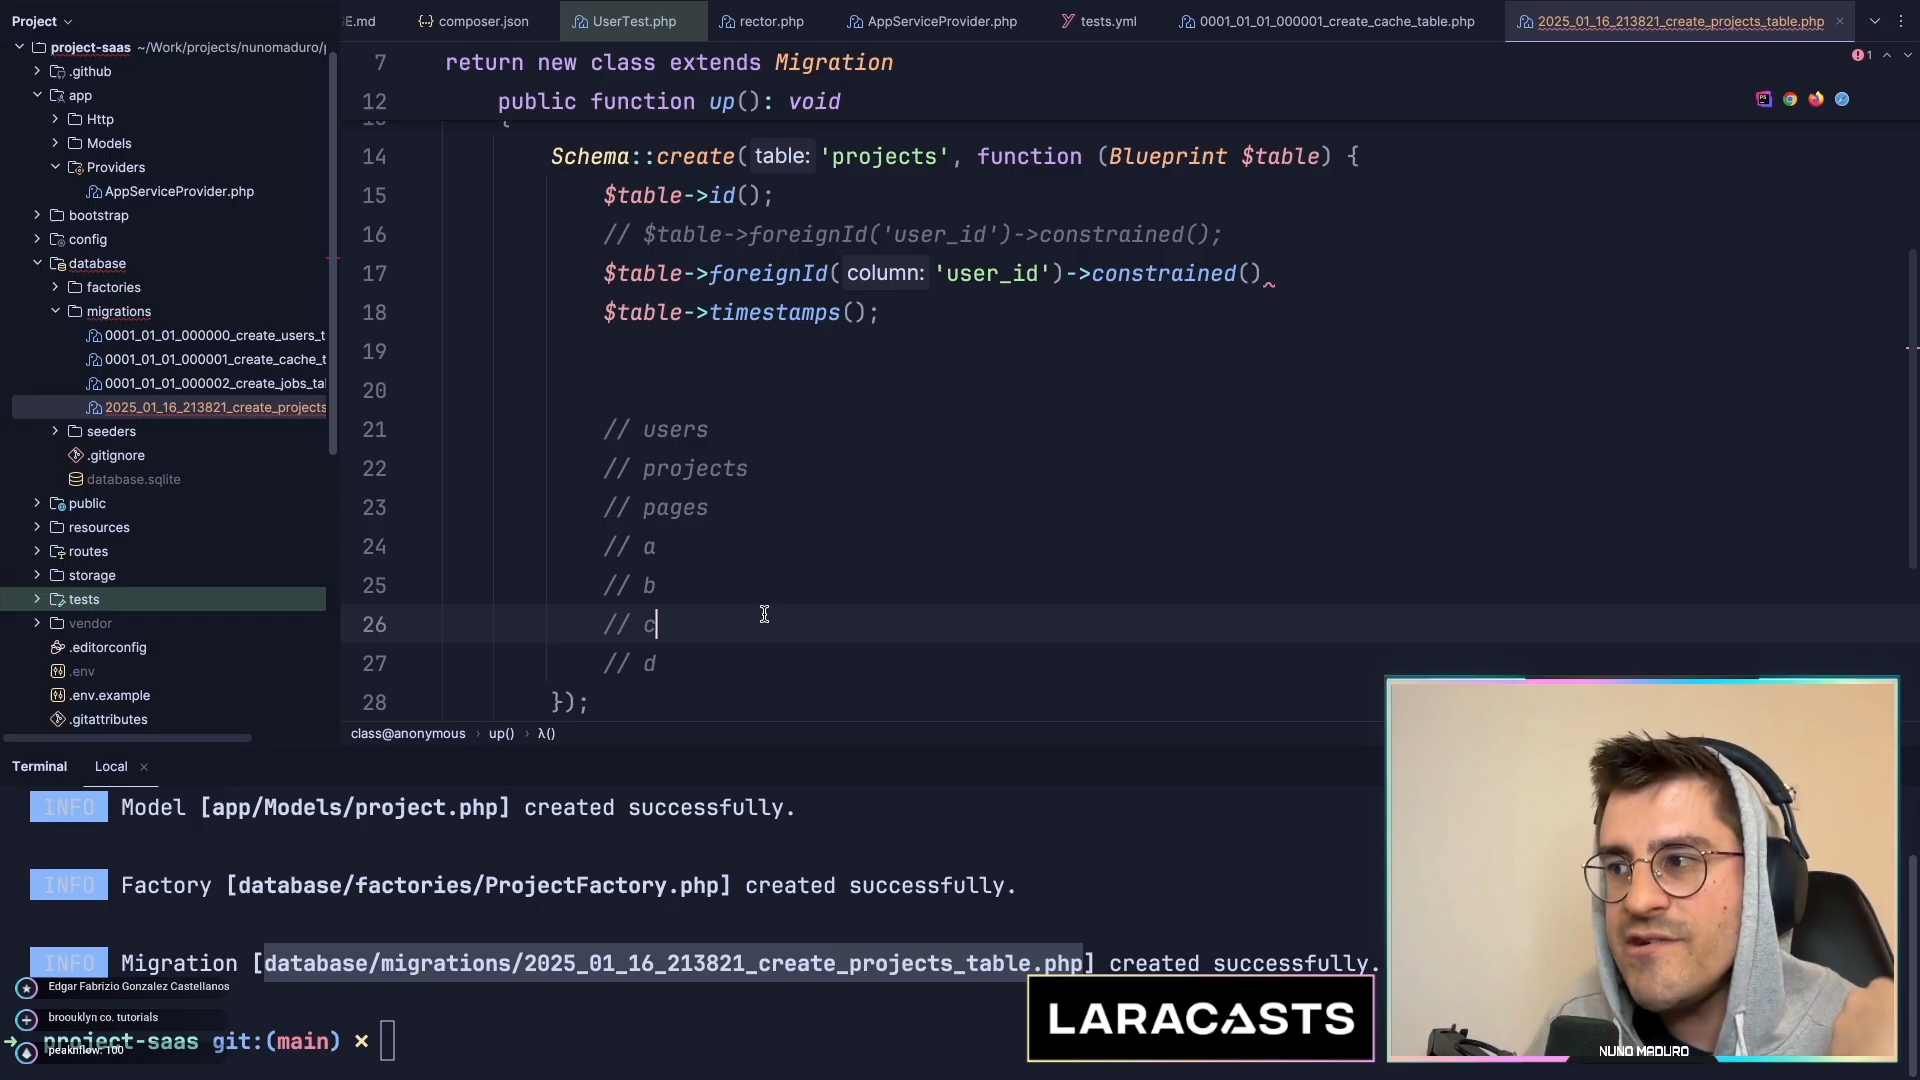 Project
E.md
composer.json
UserTest.php
rector.php
AppServiceProvider.php
tests.yml
0001_01_01_000001_create_cache_table.php
2025_01_16_213821_create_projects_table.php
project-saas ~/Work/projects/nunomaduro/
.github
app
Http
Models
Providers
AppServiceProvider.php
bootstrap
config
database
factories
migrations
0001_01_01_000000_create_users_t
0001_01_01_000001_create_cache_t
0001_01_01_000002_create_jobs_ta
2025_01_16_213821_create_projects
seeders
.gitignore
database.sqlite
public
resources
routes
storage
tests
vendor
.editorconfig
.env
.env.example
.gitattributes
7 return new class extends Migration
12 public function up(): void
{
14 Schema::create( table: 'projects', function (Blueprint $table) {
15 $table->id();
16 // $table->foreignId('user_id')->constrained();
17 $table->foreignId( column: 'user_id')->constrained()
18 $table->timestamps();
19
20
21 // users
22 // projects
23 // pages
24 // a
25 // b
26 // c
27 // d
28 });
1
class@anonymous › up() › λ()
Terminal Local
INFO Model [app/Models/project.php] created successfully.
INFO Factory [database/factories/ProjectFactory.php] created successfully.
INFO Migration [database/migrations/2025_01_16_213821_create_projects_table.php] created successfully.
Edgar Fabrizio Gonzalez Castellanos
broouklyn co. tutorials
project-saas git:(main) ×
peaknflow: 100
LARACASTS
NUNO MADURO